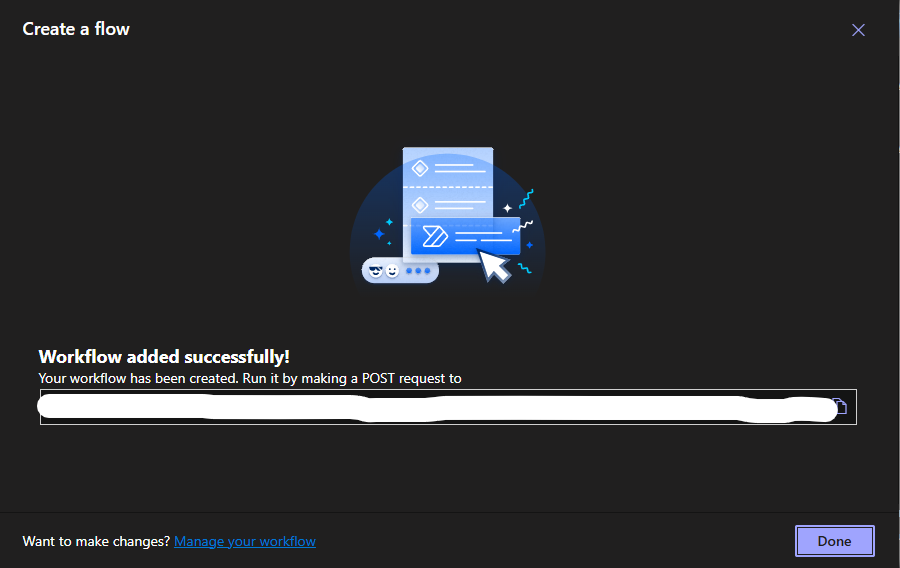 Create a flow
Workflow added successfully!
Your workflow has been created. Run it by making a POST request to
Want to make changes? Manage your workflow
Done